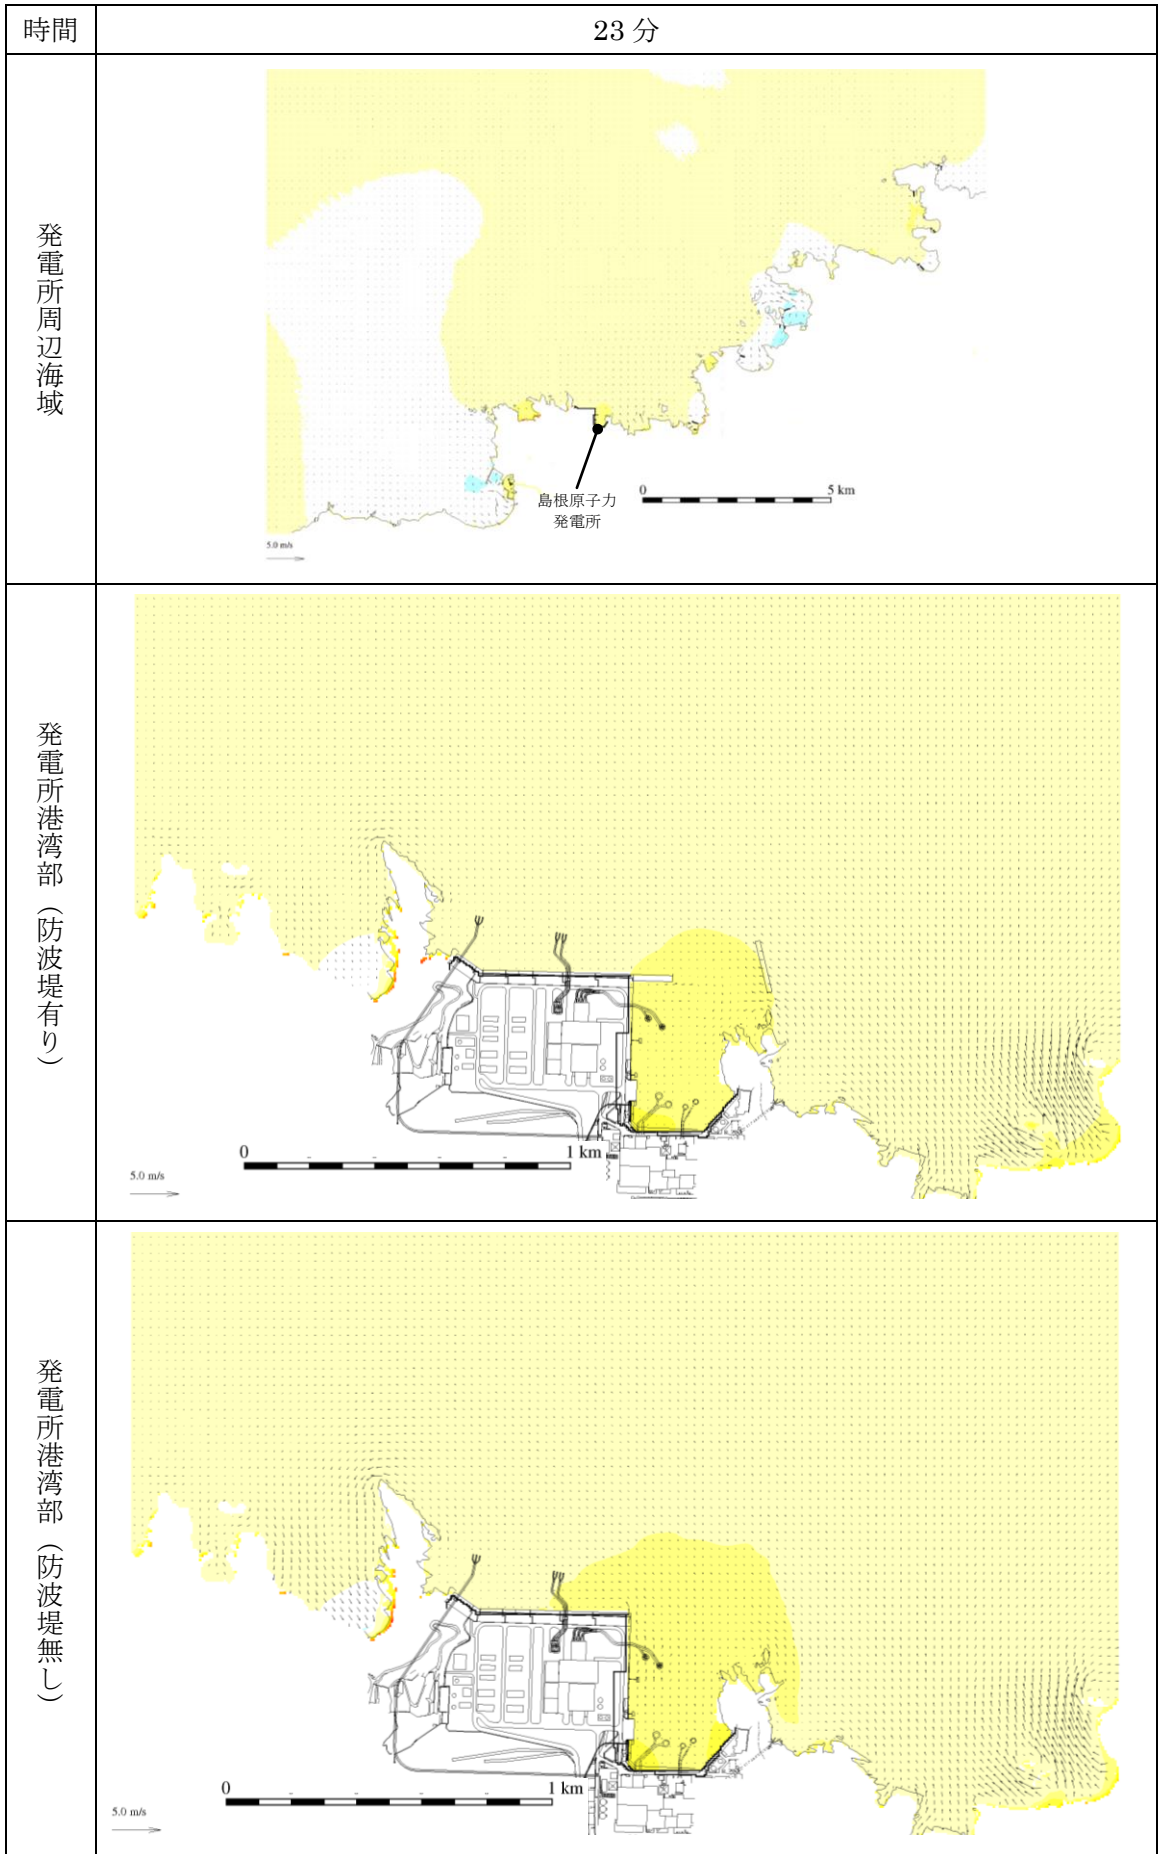 時間
23 分
発電所周辺海域
島根原子力
発電所
0 5 km
5.0 m/s
発電所港湾部（防波堤有り）
0 1 km
5.0 m/s
発電所港湾部（防波堤無し）
0 1 km
5.0 m/s